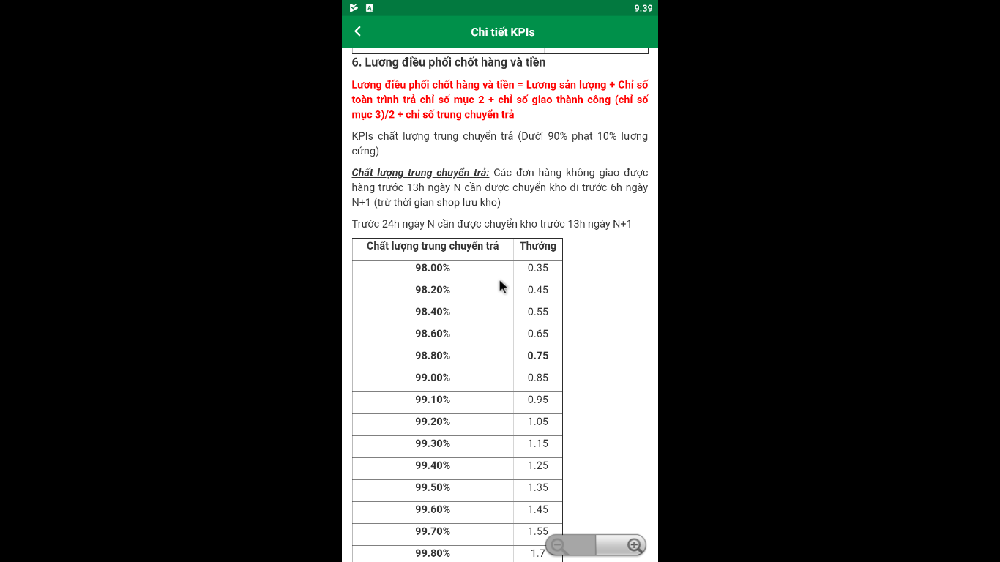 9:39
Chi tiết KPIs
6. Lương điều phối chốt hàng và tiền
Lương điều phối chốt hàng và tiền = Lương sản lượng + Chỉ số
toàn trình trả chỉ số mục 2 + chỉ số giao thành công (chỉ số
mục 3)/2 + chỉ số trung chuyển trả
KPIs chất lượng trung chuyển trả (Dưới 90% phạt 10% lương
cứng)
Chất lượng trung chuyển trả: Các đơn hàng không giao được
hàng trước 13h ngày N cần được chuyển kho đi trước 6h ngày
N+1 (trừ thời gian shop lưu kho)
Trước 24h ngày N cần được chuyển kho trước 13h ngày N+1
Chất lượng trung chuyển trả Thưởng
98.00% 0.35
98.20% 0.45
98.40% 0.55
98.60% 0.65
98.80% 0.75
99.00% 0.85
99.10% 0.95
99.20% 1.05
99.30% 1.15
99.40% 1.25
99.50% 1.35
99.60% 1.45
99.70% 1.55
99.80% 1.7